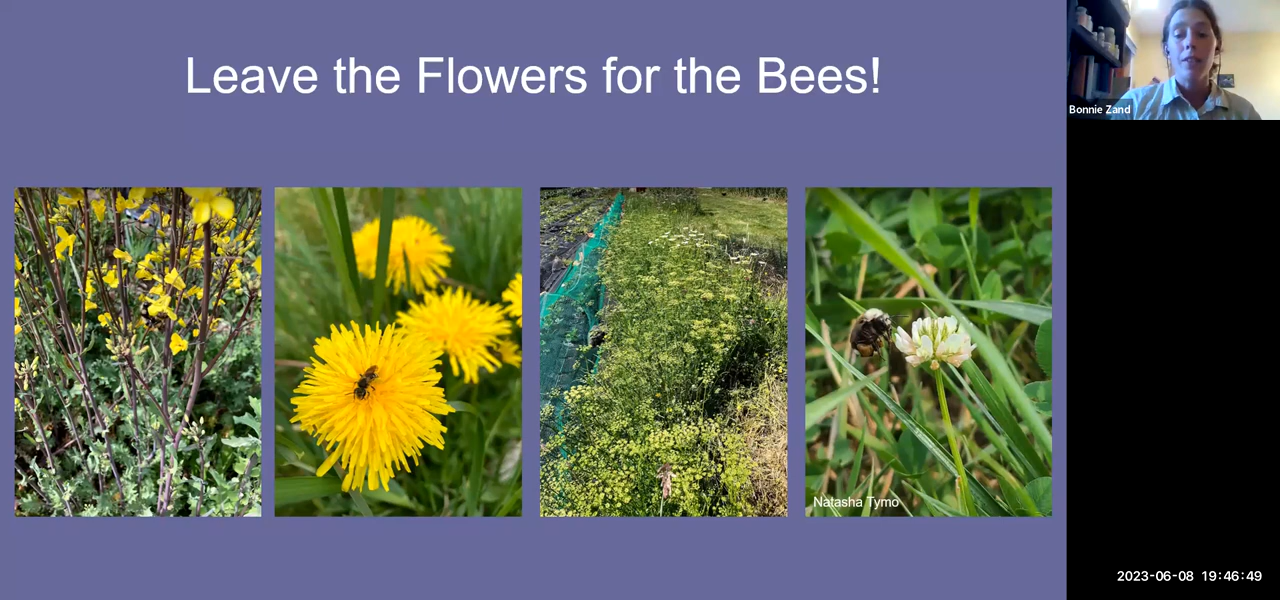 Leave the Flowers for the Bees!
Bonnie Zand
Natasha Tymo
2023-06-08 19:46:49